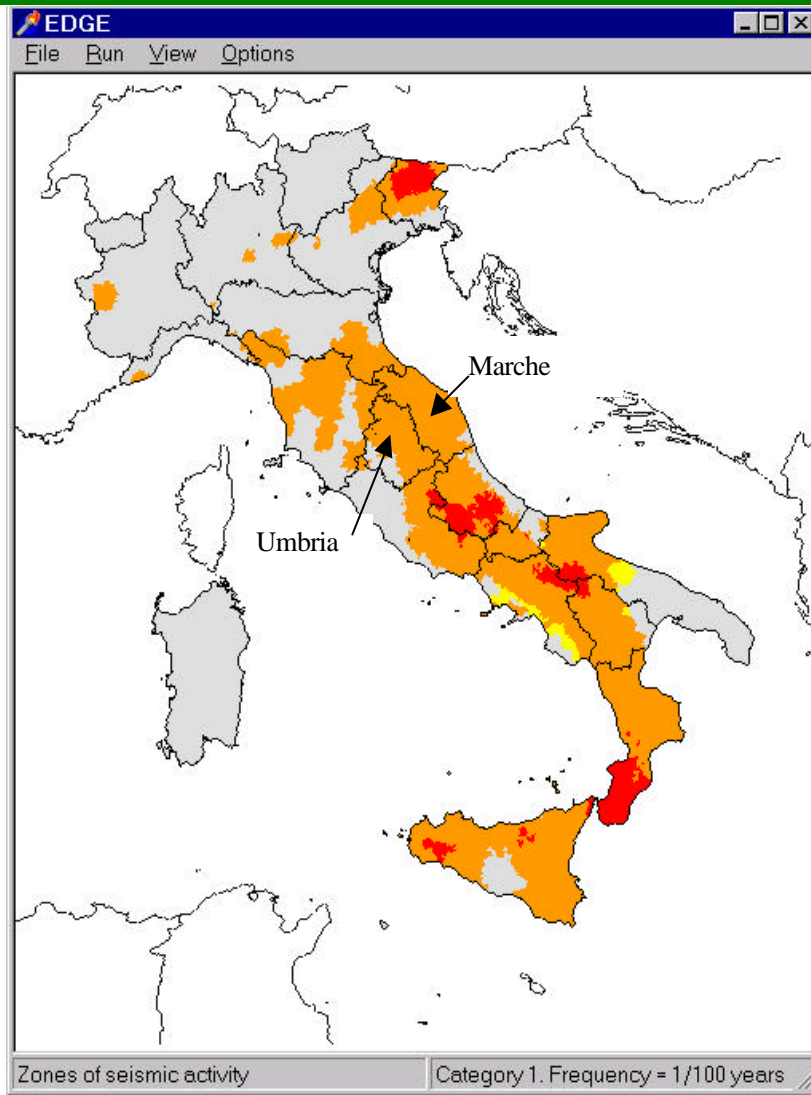 EDGE
File Run View Options
Marche
Umbria
Zones of seismic activity
Category 1. Frequency = 1/100 years